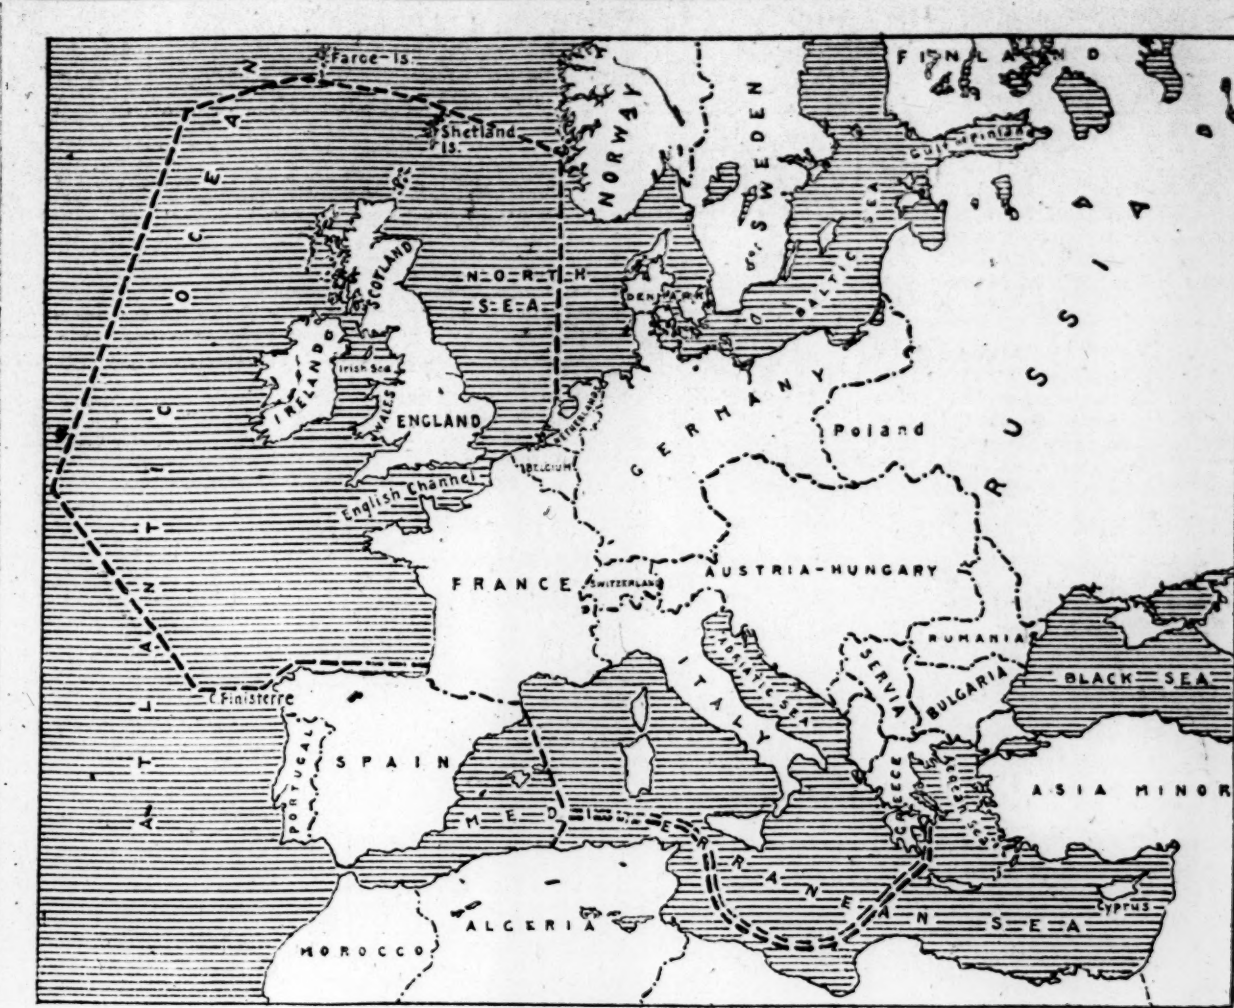 Faroe-Is.
FINLAND
ATLANTIC OCEAN
Shetland
Is.
NORWAY
SWEDEN
Gulf of Finland
SCOTLAND
NORTH
SEA
BALTIC SEA
DENMARK
RUSSIA
IRELAND
Irish Sea
WALES
ENGLAND
NETHERLANDS
GERMANY
Poland
BELGIUM
English Channel
FRANCE
SWITZERLAND
AUSTRIA-HUNGARY
RUMANIA
ADRIATIC SEA
SERVIA
BULGARIA
BLACK SEA
C Finisterre
ITALY
PORTUGAL
SPAIN
GREECE
ASIA MINOR
MEDITERRANEAN SEA
Cyprus
ALGERIA
MOROCCO